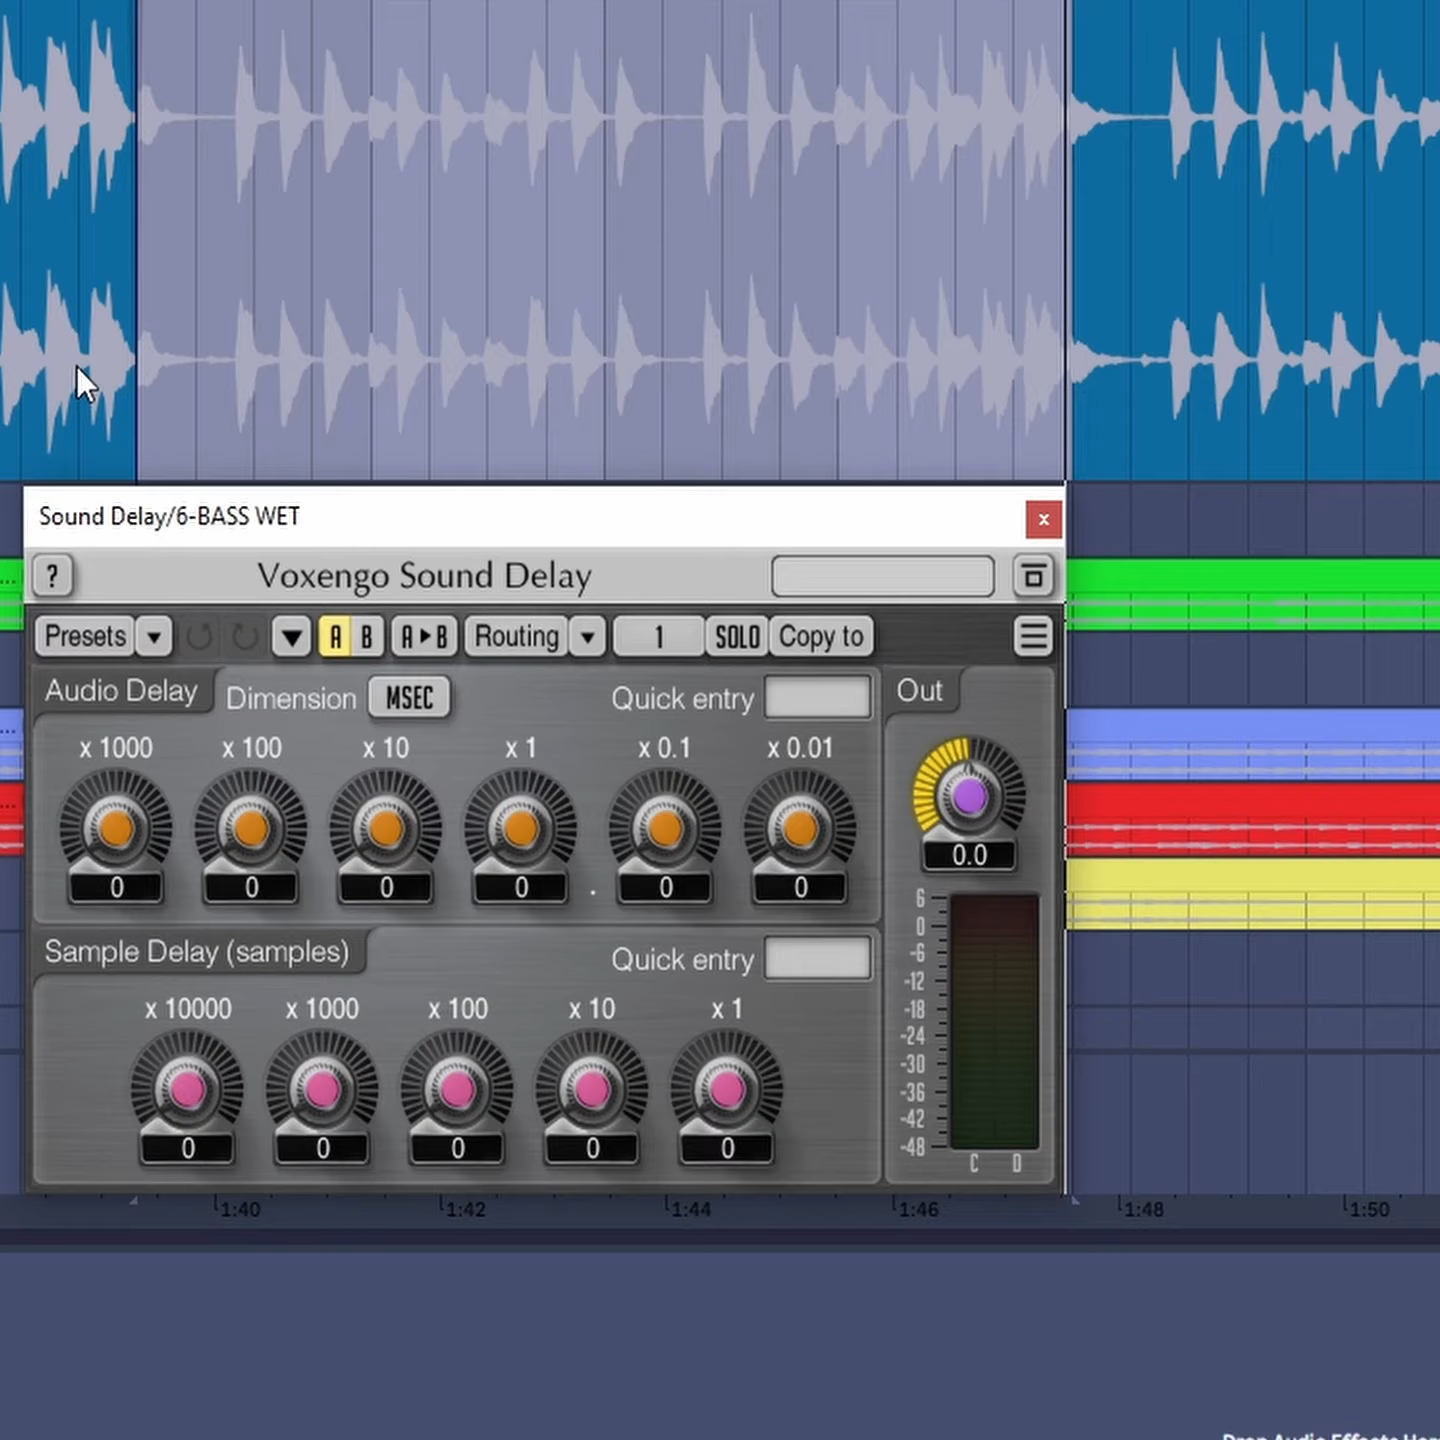 Sound Delay/6-BASS WET
x
?
Voxengo Sound Delay
Presets
A B
A B
Routing
1
SOLO
Copy to
Audio Delay
Dimension
MSEC
Quick entry
Out
x 1000
x 100
x 10
x 1
x 0.1
x 0.01
0
0
0
0
.
0
0
0.0
6
0
-6
-12
-18
-24
-30
-36
-42
-48
C D
Sample Delay (samples)
Quick entry
x 10000
x 1000
x 100
x 10
x 1
0
0
0
0
0
1:40
1:42
1:44
1:46
1:48
1:50